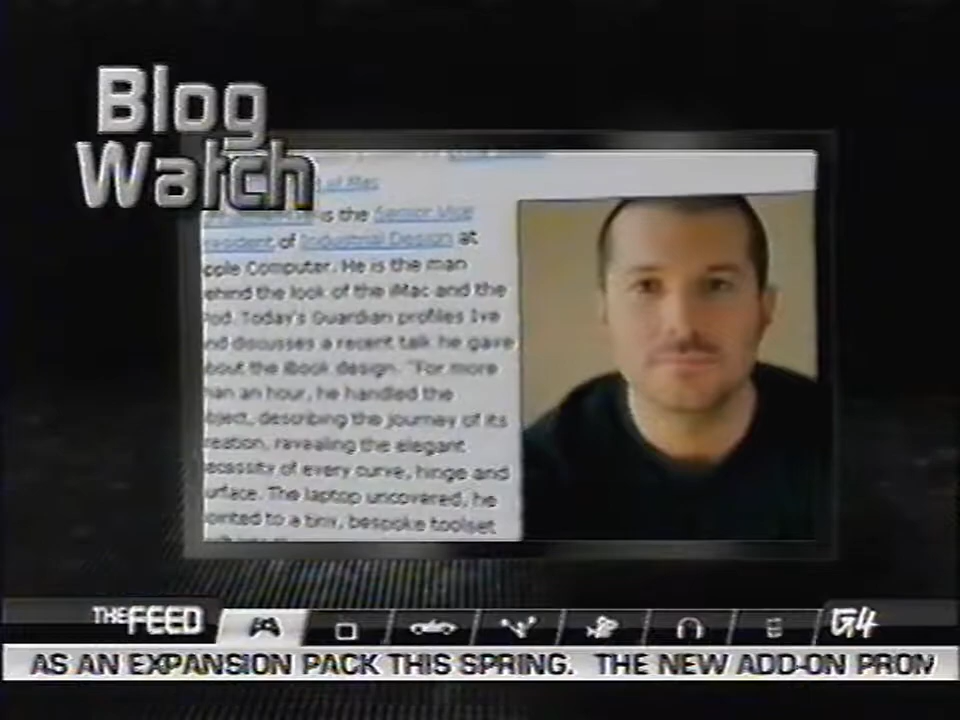 Blog
Watch
t of iMac
is the Senior Vice
resident of Industrial Design at
pple Computer. He is the man
ehind the look of the iMac and the
Pod. Today's Guardian profiles Ive
nd discusses a recent talk he gave
bout the iBook design. "For more
han an hour, he handled the
bject, describing the journey of its
reation, revealing the elegant
ecessity of every curve, hinge and
urface. The laptop uncovered, he
ointed to a tiny, bespoke toolset
THE FEED
G4
AS AN EXPANSION PACK THIS SPRING. THE NEW ADD-ON PROM